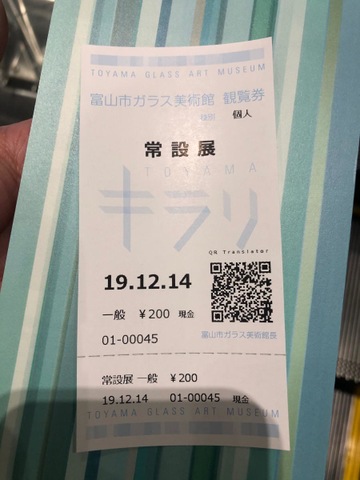 TOYAMA GLASS ART MUSEUM
富山市ガラス美術館 観覧券
種別 個人
常設展
TOYAMA
キラリ
QR Translator
19.12.14
一般 ¥200 現金
01-00045
富山市ガラス美術館長
常設展 一般 ¥200
19.12.14 01-00045 現金
TOYAMA GLASS ART MUSEUM